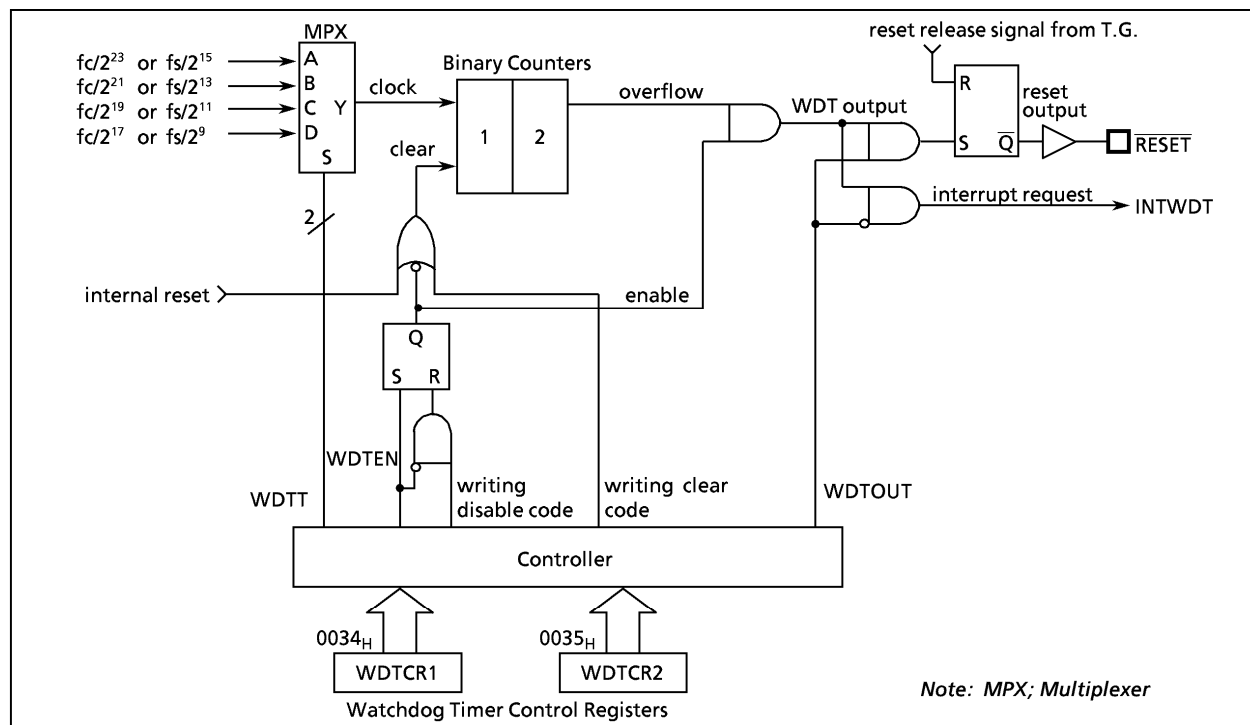 MPX
reset release signal from T.G.
fc/2²³ or fs/2¹⁵
fc/2²¹ or fs/2¹³
fc/2¹⁹ or fs/2¹¹
fc/2¹⁷ or fs/2⁹
A
B
C Y
D
S
clock
Binary Counters
1 2
clear
overflow
WDT output
R
S Q̅
reset
output
R̅E̅S̅E̅T̅
interrupt request
INTWDT
2
internal reset
enable
Q
S R
WDTEN
WDTT
writing
disable code
writing clear
code
WDTOUT
Controller
0034H
0035H
WDTCR1
WDTCR2
Watchdog Timer Control Registers
Note: MPX; Multiplexer